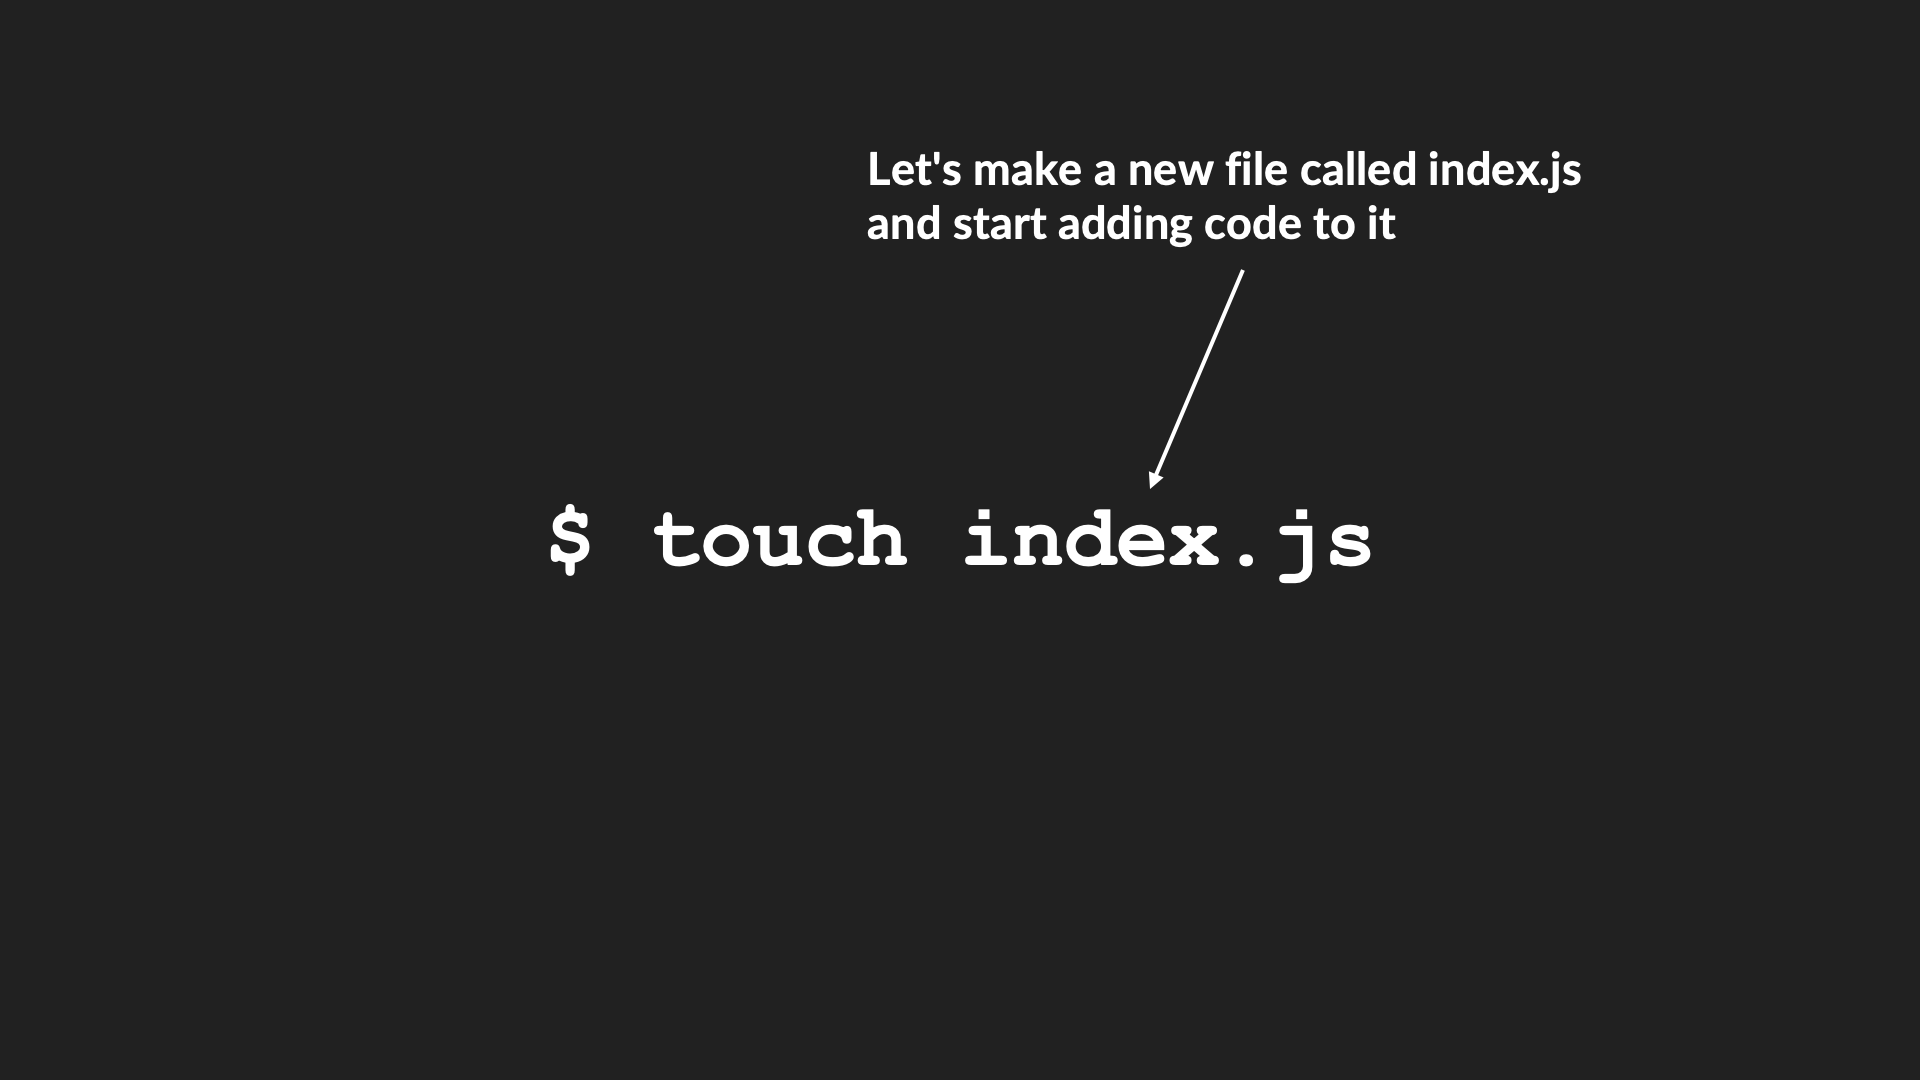 Let's make a new file called index.js
and start adding code to it
$ touch index.js